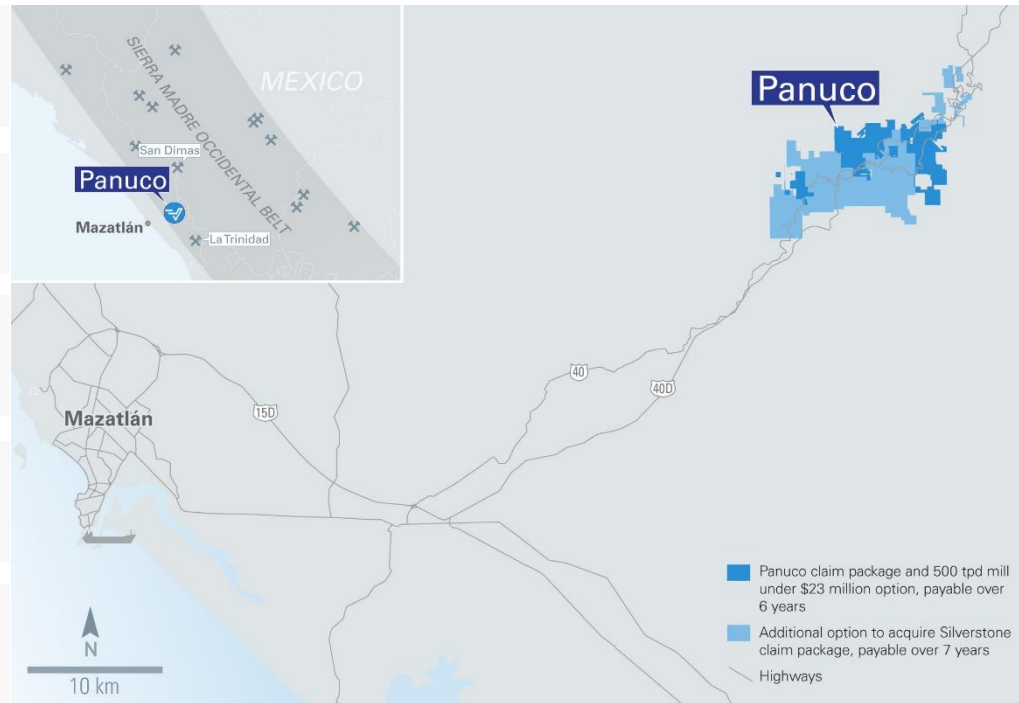 SIERRA MADRE OCCIDENTAL BELT
MEXICO
San Dimas
Panuco
Mazatlán
La Trinidad
Panuco
40
40D
15D
Mazatlán
Panuco claim package and 500 tpd mill
under $23 million option, payable over
6 years
Additional option to acquire Silverstone
claim package, payable over 7 years
Highways
N
10 km